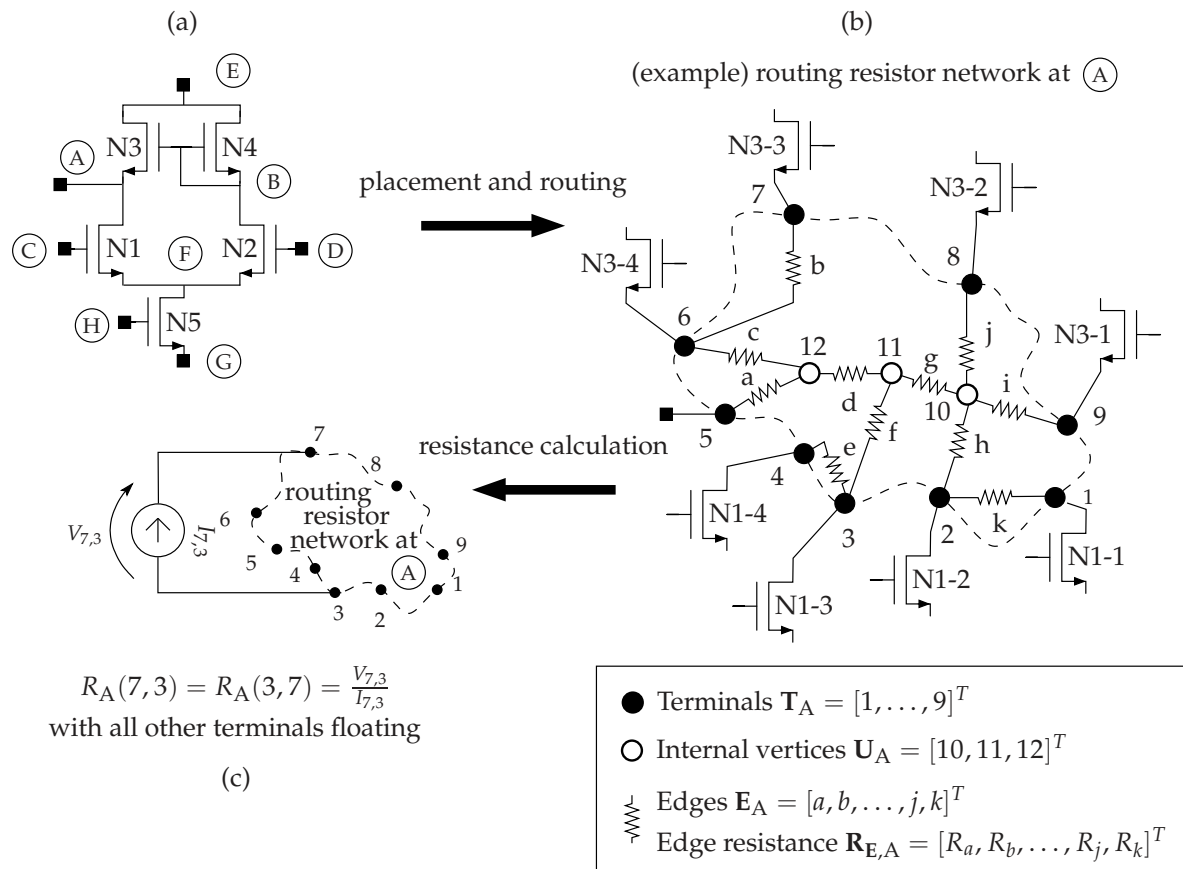 (a)
E
N3
N4
A
B
C
N1
F
N2
D
H
N5
G
placement and routing
(b)
(example) routing resistor network at A
N3-3
7
b
N3-2
8
N3-4
6
c
12
11
j
g
i
N3-1
a
d
10
9
5
f
h
e
4
N1-4
3
2
k
1
N1-3
N1-2
N1-1
resistance calculation
7
8
routing
resistor
network at
A
V7,3
I7,3
6
5
4
3
2
1
9
RA(7, 3) = RA(3, 7) = V7,3/I7,3
with all other terminals floating
(c)
Terminals TA = [1, . . . , 9]^T
Internal vertices UA = [10, 11, 12]^T
Edges EA = [a, b, . . . , j, k]^T
Edge resistance RE,A = [Ra, Rb, . . . , Rj, Rk]^T